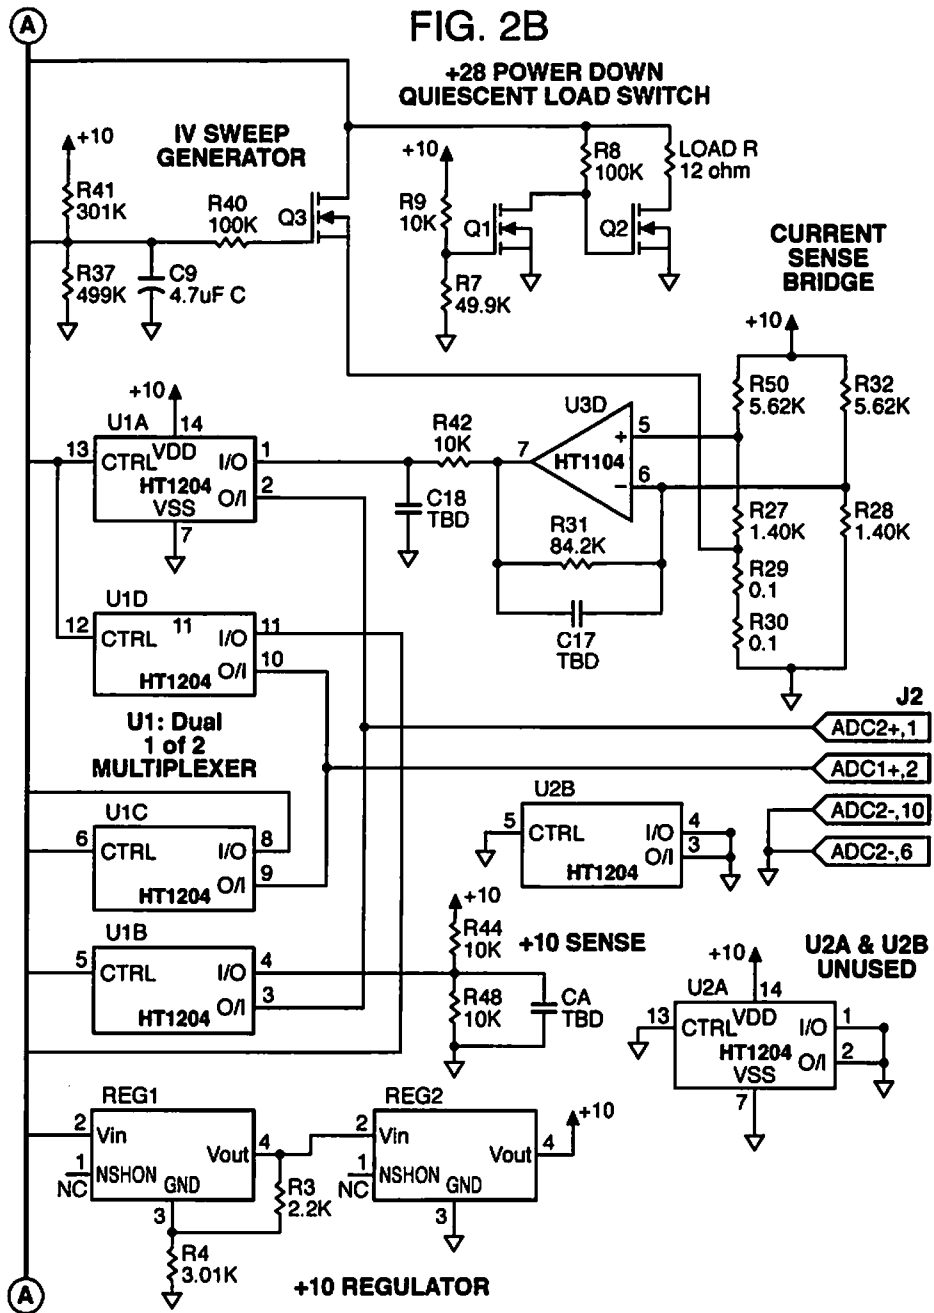 A
FIG. 2B
+28 POWER DOWN
QUIESCENT LOAD SWITCH
IV SWEEP
GENERATOR
+10
R41
301K
R40
100K
Q3
+10
R9
10K
Q1
R8
100K
LOAD R
12 ohm
Q2
R37
499K
C9
4.7uF C
R7
49.9K
CURRENT
SENSE
BRIDGE
+10
R50
5.62K
R32
5.62K
+10
14
U1A
13
CTRL
VDD
I/O
1
HT1204
O/I
2
VSS
7
R42
10K
C18
TBD
U3D
7
HT1104
+
5
−
6
R31
84.2K
C17
TBD
R27
1.40K
R28
1.40K
R29
0.1
R30
0.1
U1D
12
CTRL
11
I/O
11
O/I
10
HT1204
U1: Dual
1 of 2
MULTIPLEXER
J2
ADC2+,1
ADC1+,2
ADC2-,10
ADC2-,6
U1C
6
CTRL
I/O
8
O/I
9
HT1204
U2B
5
CTRL
I/O
4
O/I
3
HT1204
U1B
5
CTRL
I/O
4
O/I
3
HT1204
+10
R44
10K
+10 SENSE
R48
10K
CA
TBD
U2A & U2B
UNUSED
+10
14
U2A
13
CTRL
VDD
I/O
1
HT1204
O/I
2
VSS
7
REG1
2
Vin
Vout
4
1
NC
NSHON
GND
3
R3
2.2K
R4
3.01K
REG2
2
Vin
Vout
4
+10
1
NC
NSHON
GND
3
+10 REGULATOR
A